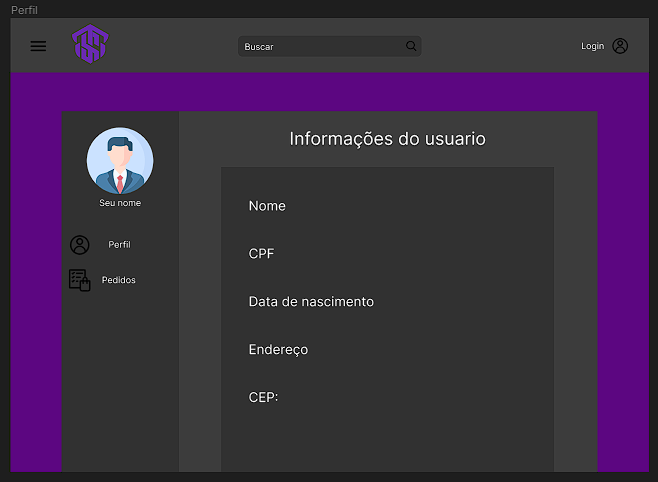 Perfil
Buscar
Login
Informações do usuario
Seu nome
Perfil
Pedidos
Nome
CPF
Data de nascimento
Endereço
CEP: